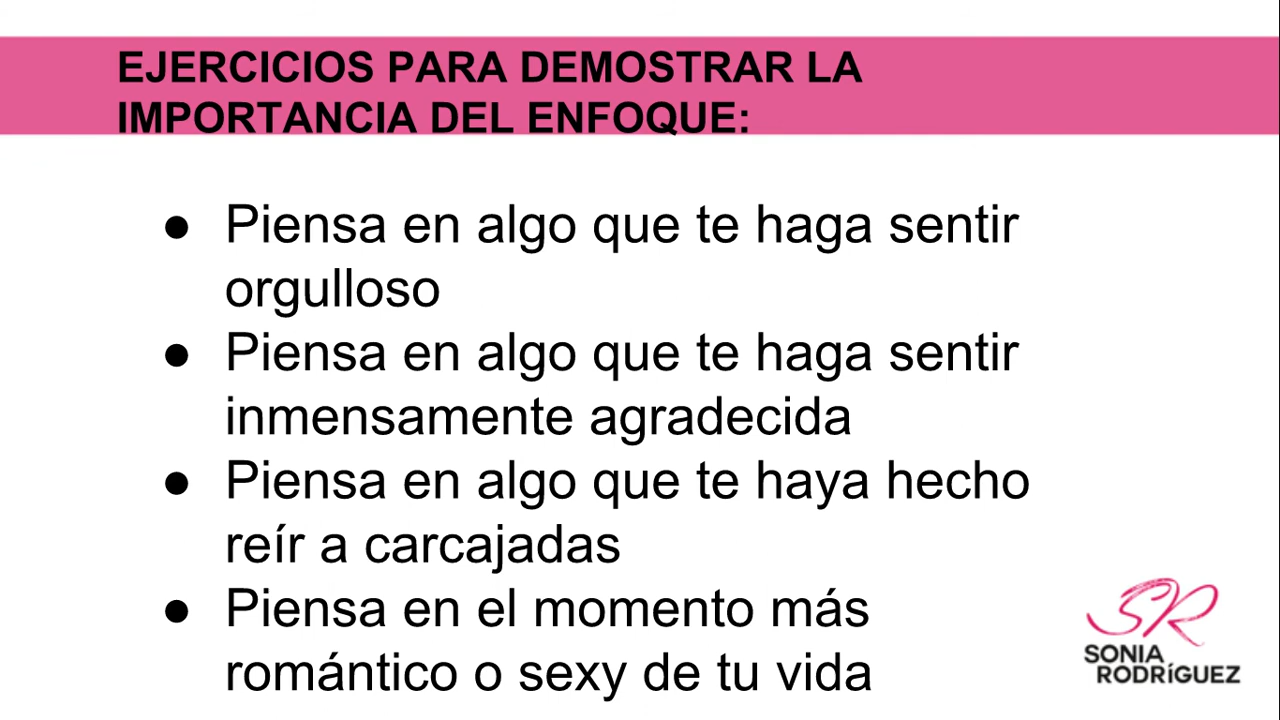 EJERCICIOS PARA DEMOSTRAR LA
IMPORTANCIA DEL ENFOQUE:
● Piensa en algo que te haga sentir
orgulloso
● Piensa en algo que te haga sentir
inmensamente agradecida
● Piensa en algo que te haya hecho
reír a carcajadas
● Piensa en el momento más
romántico o sexy de tu vida
SR
SONIA
RODRÍGUEZ